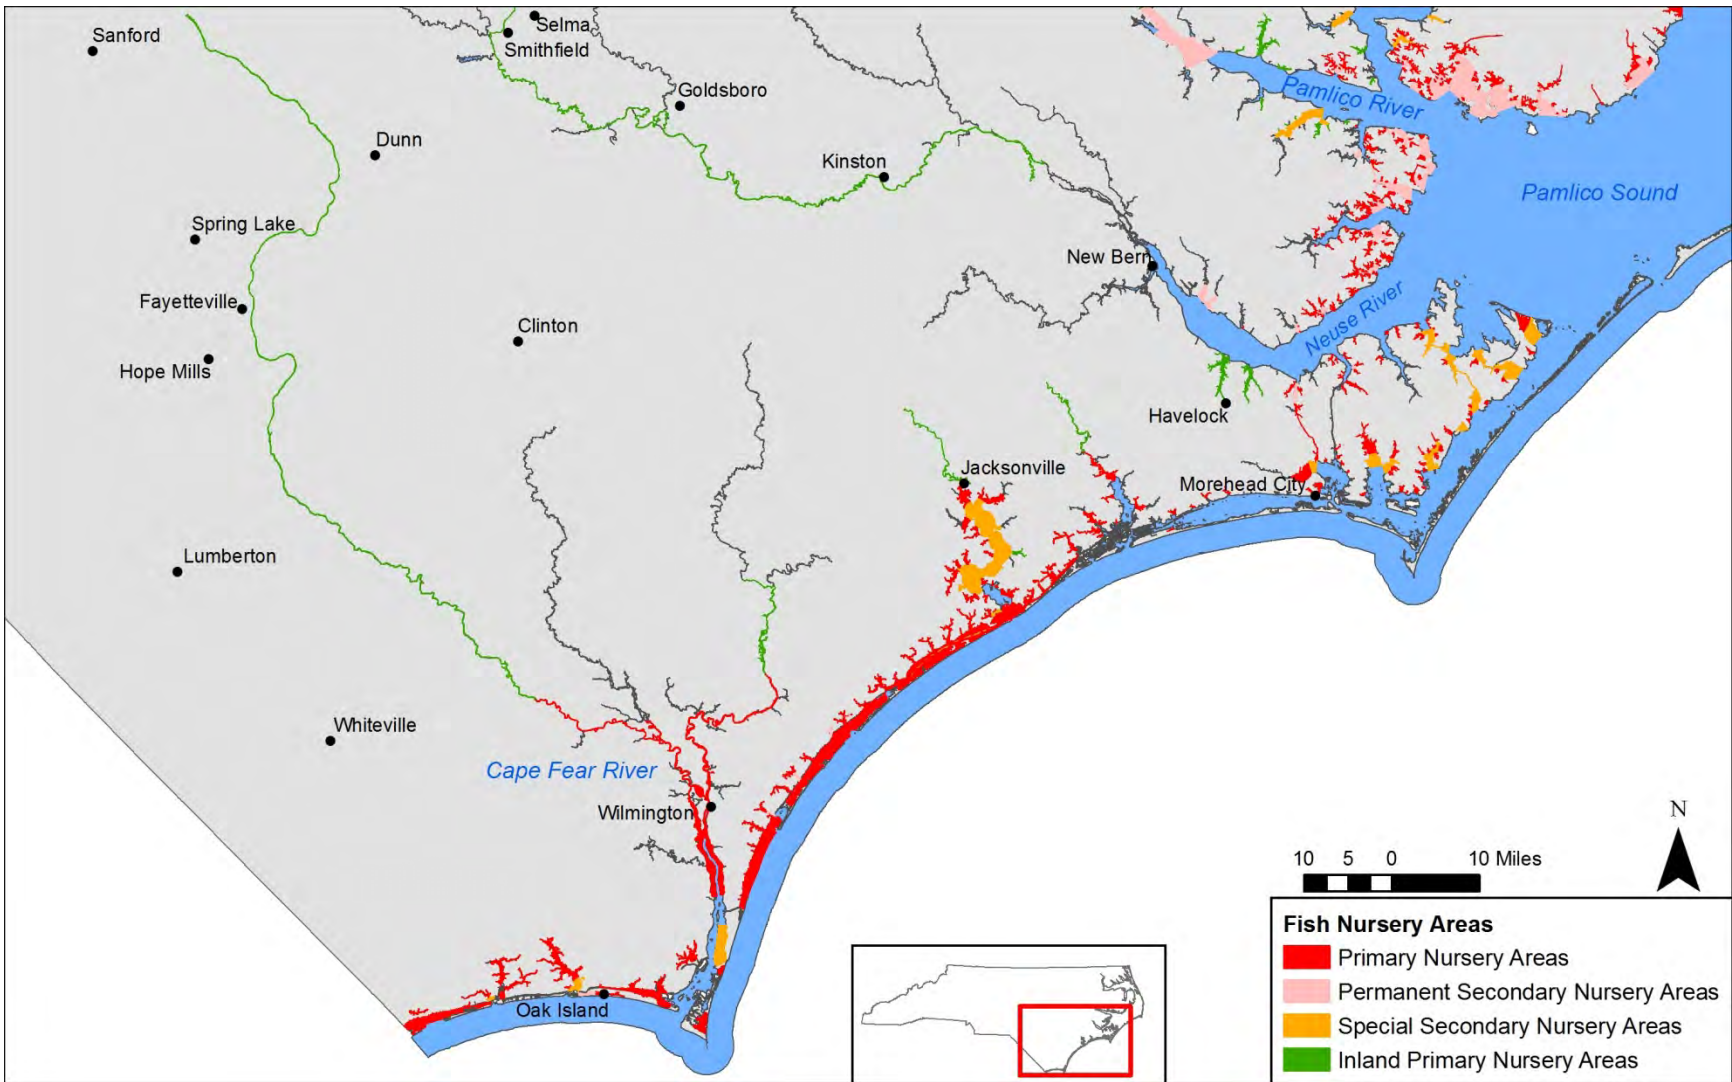 Sanford
Selma
Smithfield
Goldsboro
Dunn
Kinston
Pamlico River
Pamlico Sound
Spring Lake
New Bern
Fayetteville
Neuse River
Clinton
Hope Mills
Havelock
Jacksonville
Morehead City
Lumberton
Whiteville
Cape Fear River
Wilmington
Oak Island
N
10 5 0 10 Miles
Fish Nursery Areas
Primary Nursery Areas
Permanent Secondary Nursery Areas
Special Secondary Nursery Areas
Inland Primary Nursery Areas